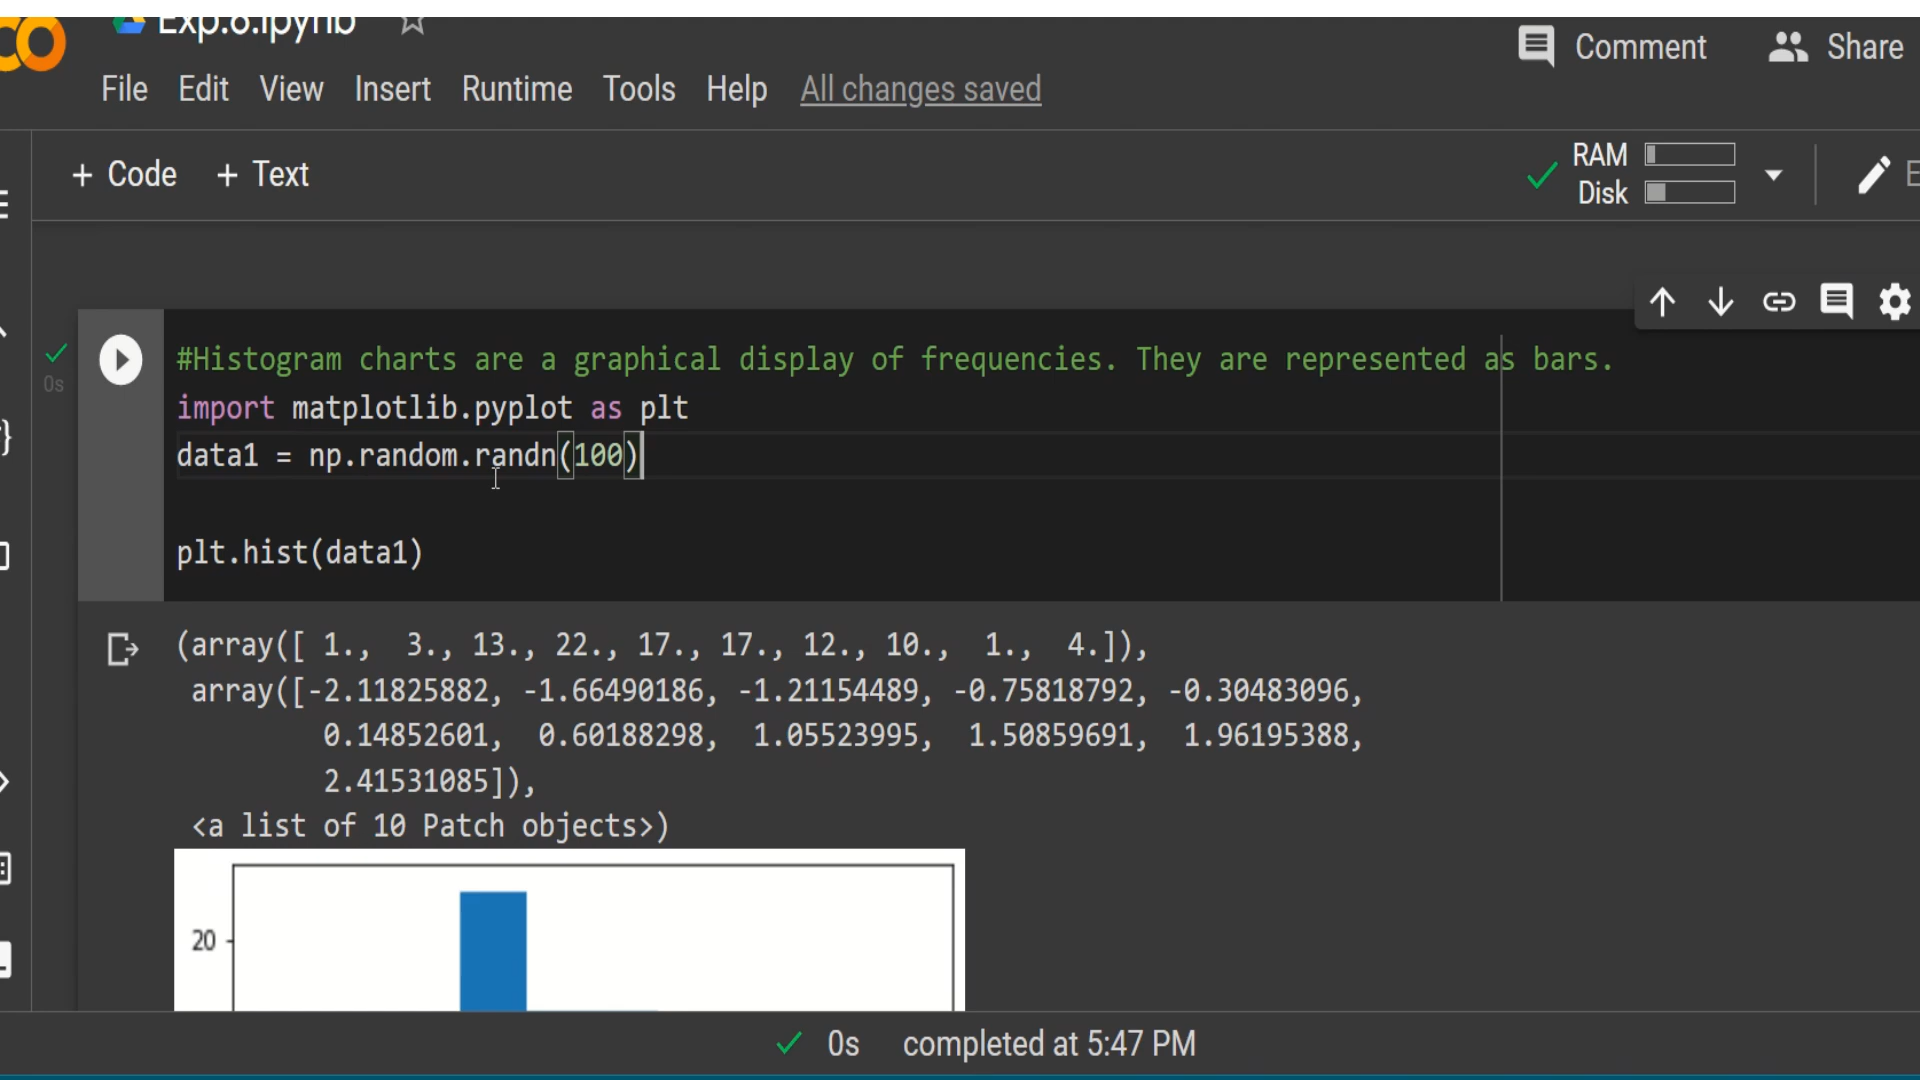 Exp.6.ipynb
Comment Share
File Edit View Insert Runtime Tools Help All changes saved
+ Code + Text
RAM
Disk
#Histogram charts are a graphical display of frequencies. They are represented as bars.
0s
import matplotlib.pyplot as plt
data1 = np.random.randn(100)
plt.hist(data1)
(array([ 1.,  3., 13., 22., 17., 17., 12., 10.,  1.,  4.]),
array([-2.11825882, -1.66490186, -1.21154489, -0.75818792, -0.30483096,
0.14852601,  0.60188298,  1.05523995,  1.50859691,  1.96195388,
2.41531085]),
<a list of 10 Patch objects>)
20
0s completed at 5:47 PM